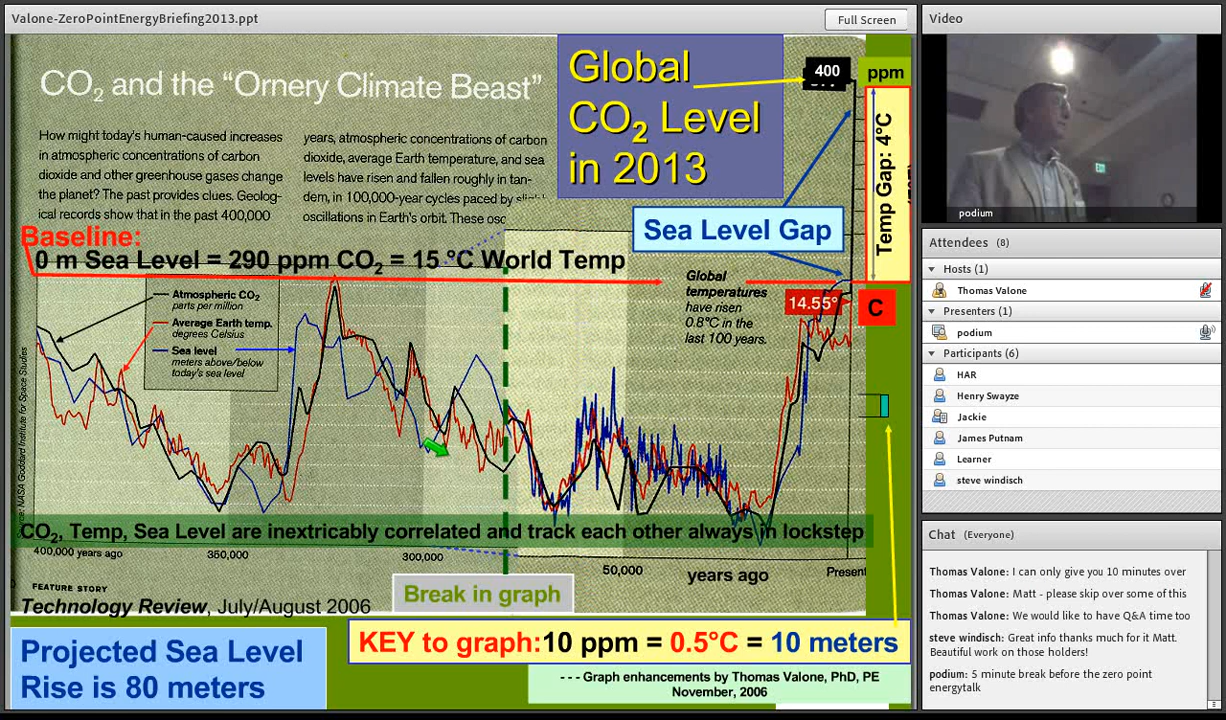 Valone-ZeroPointEnergyBriefing2013.ppt
Full Screen
CO2 and the “Ornery Climate Beast”
How might today's human-caused increases
in atmospheric concentrations of carbon
dioxide and other greenhouse gases change
the planet? The past provides clues. Geolog-
ical records show that in the past 400,000
years, atmospheric concentrations of carbon
dioxide, average Earth temperature, and sea
levels have risen and fallen roughly in tan-
dem, in 100,000-year cycles paced by
oscillations in Earth's orbit. These
Global
CO2 Level
in 2013
400
ppm
Temp Gap: 4°C
Sea Level Gap
Baseline:
0 m Sea Level = 290 ppm CO2 = 15 °C World Temp
Atmospheric CO2
parts per million
Average Earth temp.
degrees Celsius
Sea level
meters above/below
today's sea level
Global
temperatures
have risen
0.8°C in the
last 100 years.
14.55°
C
NASA Goddard Institute for Space Studies
CO2, Temp, Sea Level are inextricably correlated and track each other always in lockstep
400,000 years ago
350,000
300,000
50,000
years ago
Present
Break in graph
FEATURE STORY
Technology Review, July/August 2006
KEY to graph:10 ppm = 0.5°C = 10 meters
Projected Sea Level
Rise is 80 meters
- - - Graph enhancements by Thomas Valone, PhD, PE
November, 2006
Video
podium
Attendees (8)
Hosts (1)
Thomas Valone
Presenters (1)
podium
Participants (6)
HAR
Henry Swayze
Jackie
James Putnam
Learner
steve windisch
Chat (Everyone)
Thomas Valone: I can only give you 10 minutes over
Thomas Valone: Matt - please skip over some of this
Thomas Valone: We would like to have Q&A time too
steve windisch: Great info thanks much for it Matt.
Beautiful work on those holders!
podium: 5 minute break before the zero point
energytalk